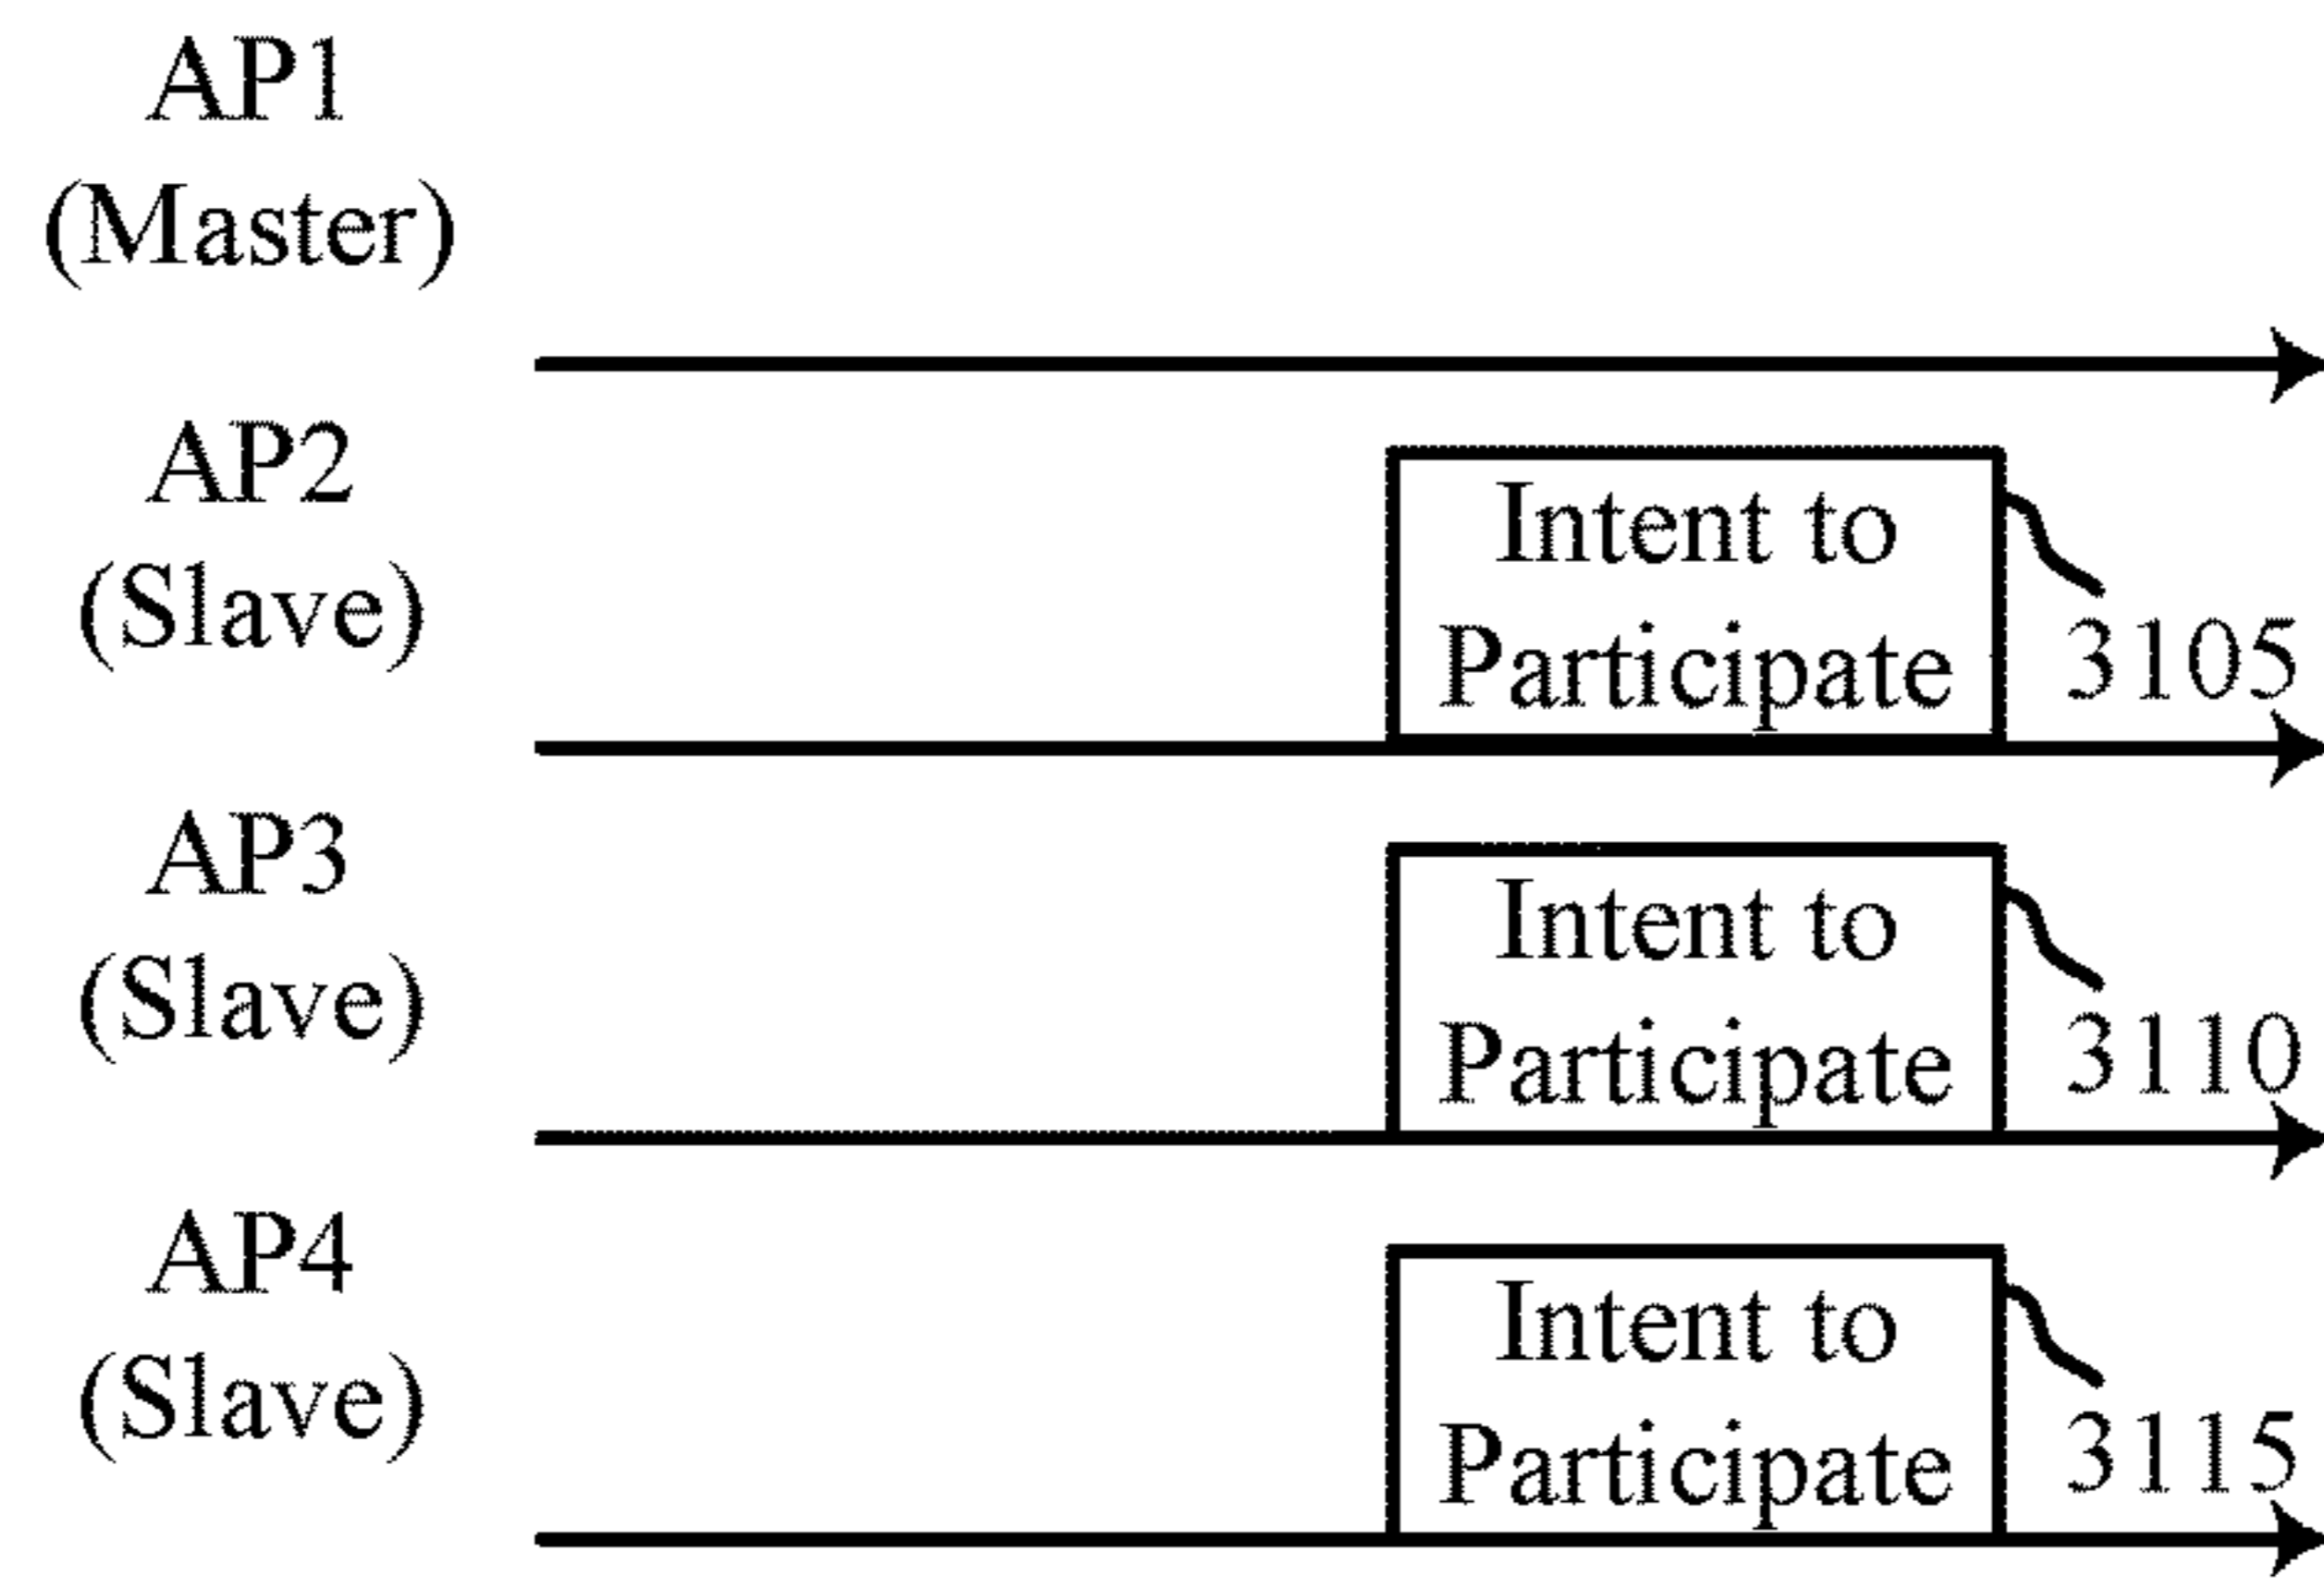 AP1
(Master)
AP2
(Slave)
Intent to
Participate
3105
AP3
(Slave)
Intent to
Participate
3110
AP4
(Slave)
Intent to
Participate
3115